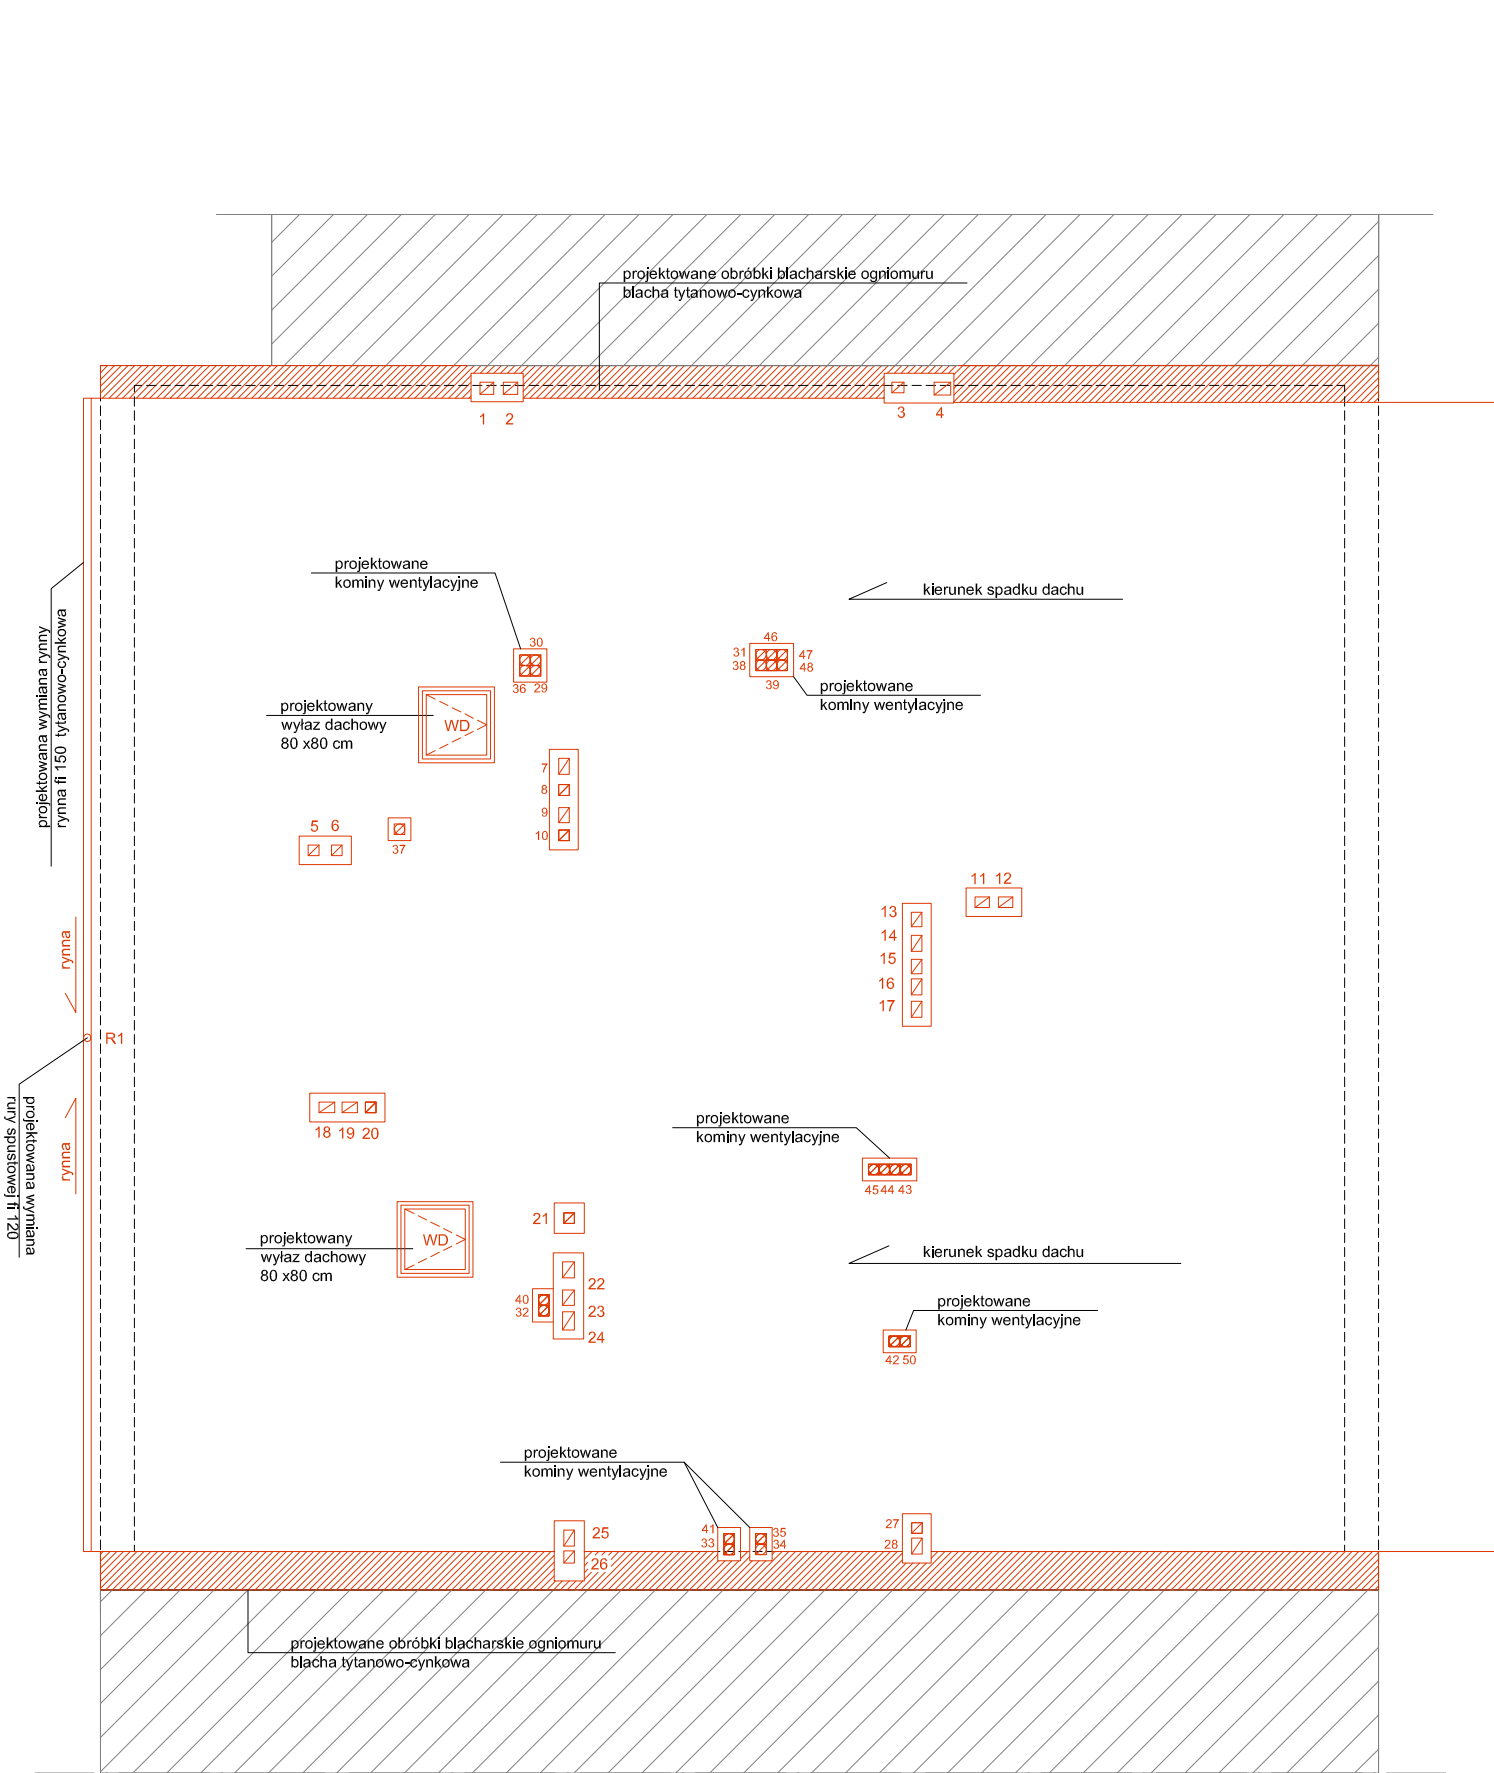 projektowane obróbki blacharskie ogniomuru
blacha tytanowo-cynkowa
1 2
3 4
projektowane
kominy wentylacyjne
kierunek spadku dachu
projektowana wymiana rynny
rynna fi 150 tytanowo-cynkowa
30
36 29
46
31 47
38 48
39
projektowane
kominy wentylacyjne
projektowany
wyłaz dachowy
80 x80 cm
WD
7
8
9
10
5 6
37
11 12
13
14
15
16
17
rynna
R1
rynna
projektowana wymiana
rury spustowej fi 120
18 19 20
projektowane
kominy wentylacyjne
45 44 43
21
projektowany
wyłaz dachowy
80 x80 cm
WD
kierunek spadku dachu
22
23
24
40
32
projektowane
kominy wentylacyjne
42 50
projektowane
kominy wentylacyjne
25
26
41
33
35
34
27
28
projektowane obróbki blacharskie ogniomuru
blacha tytanowo-cynkowa